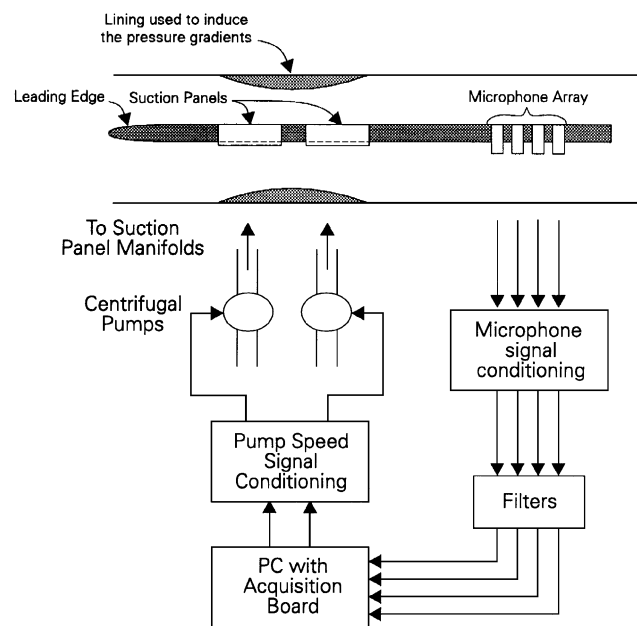 Lining used to induce
the pressure gradients
Leading Edge
Suction Panels
Microphone Array
To Suction
Panel Manifolds
Centrifugal
Pumps
Microphone
signal
conditioning
Pump Speed
Signal
Conditioning
Filters
PC with
Acquisition
Board